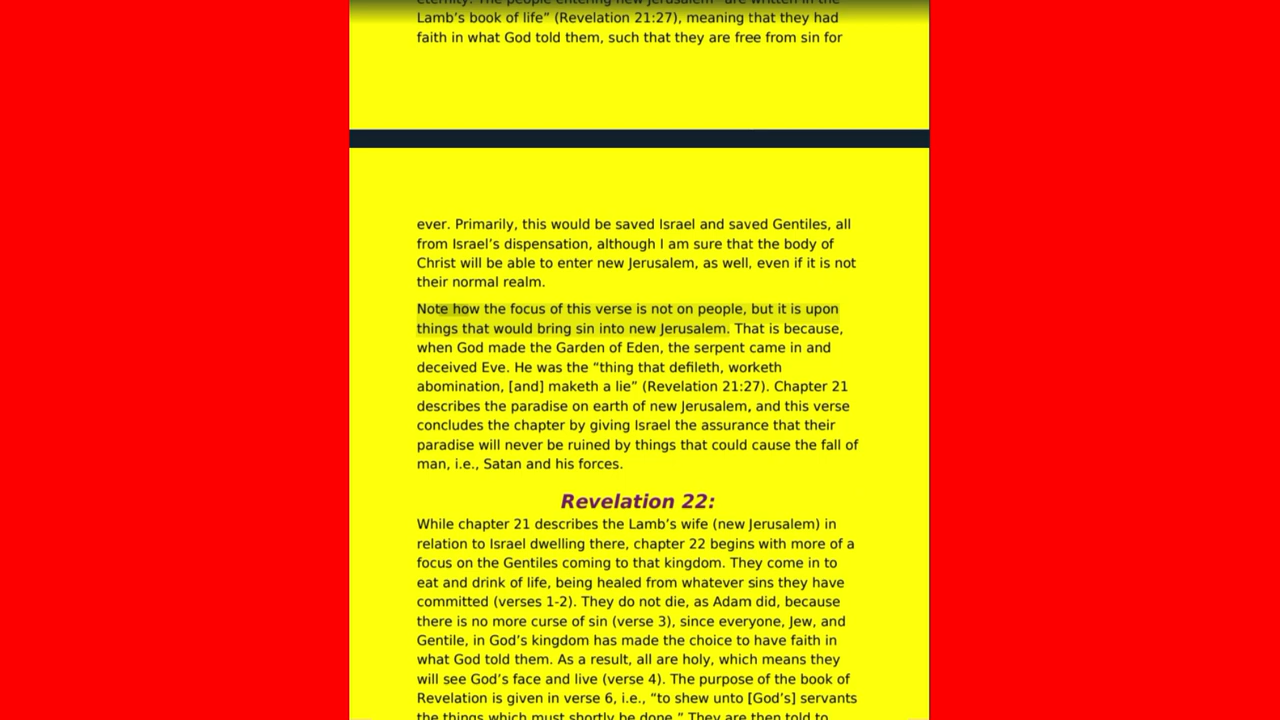 eternity. The people entering new Jerusalem "are written in the
Lamb's book of life" (Revelation 21:27), meaning that they had
faith in what God told them, such that they are free from sin for
ever. Primarily, this would be saved Israel and saved Gentiles, all
from Israel's dispensation, although I am sure that the body of
Christ will be able to enter new Jerusalem, as well, even if it is not
their normal realm.
Note how the focus of this verse is not on people, but it is upon
things that would bring sin into new Jerusalem. That is because,
when God made the Garden of Eden, the serpent came in and
deceived Eve. He was the “thing that defileth, worketh
abomination, [and] maketh a lie” (Revelation 21:27). Chapter 21
describes the paradise on earth of new Jerusalem, and this verse
concludes the chapter by giving Israel the assurance that their
paradise will never be ruined by things that could cause the fall of
man, i.e., Satan and his forces.
Revelation 22:
While chapter 21 describes the Lamb’s wife (new Jerusalem) in
relation to Israel dwelling there, chapter 22 begins with more of a
focus on the Gentiles coming to that kingdom. They come in to
eat and drink of life, being healed from whatever sins they have
committed (verses 1-2). They do not die, as Adam did, because
there is no more curse of sin (verse 3), since everyone, Jew, and
Gentile, in God’s kingdom has made the choice to have faith in
what God told them. As a result, all are holy, which means they
will see God’s face and live (verse 4). The purpose of the book of
Revelation is given in verse 6, i.e., “to shew unto [God’s] servants
the things which must shortly be done.” They are then told to